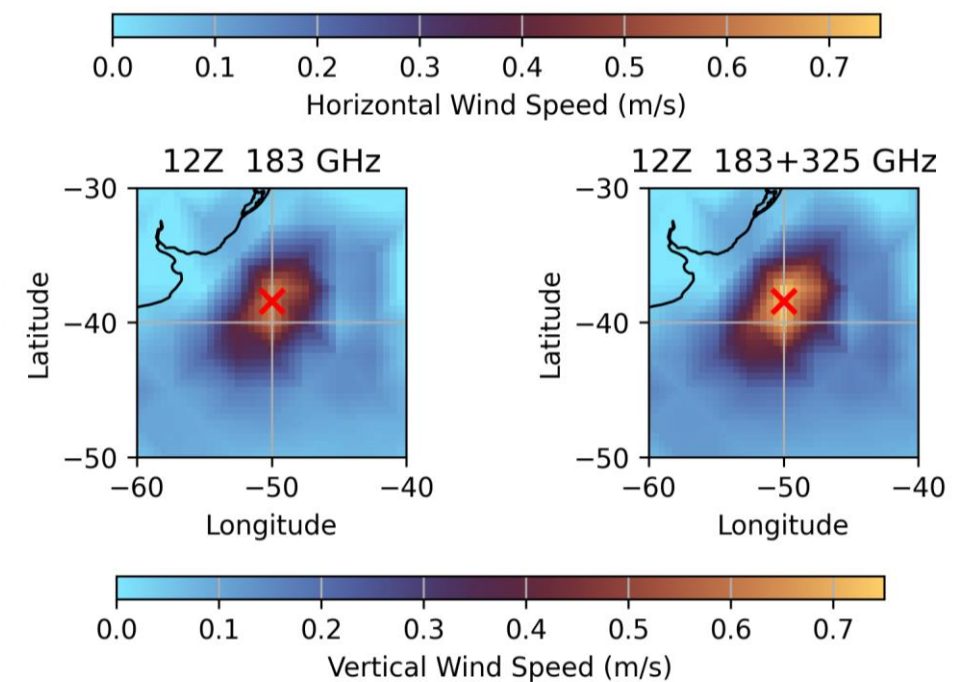 0.0 0.1 0.2 0.3 0.4 0.5 0.6 0.7
Horizontal Wind Speed (m/s)
12Z  183 GHz
−30
−40
−50
Latitude
−60 −50 −40
Longitude
12Z  183+325 GHz
−30
−40
−50
Latitude
−60 −50 −40
Longitude
0.0 0.1 0.2 0.3 0.4 0.5 0.6 0.7
Vertical Wind Speed (m/s)